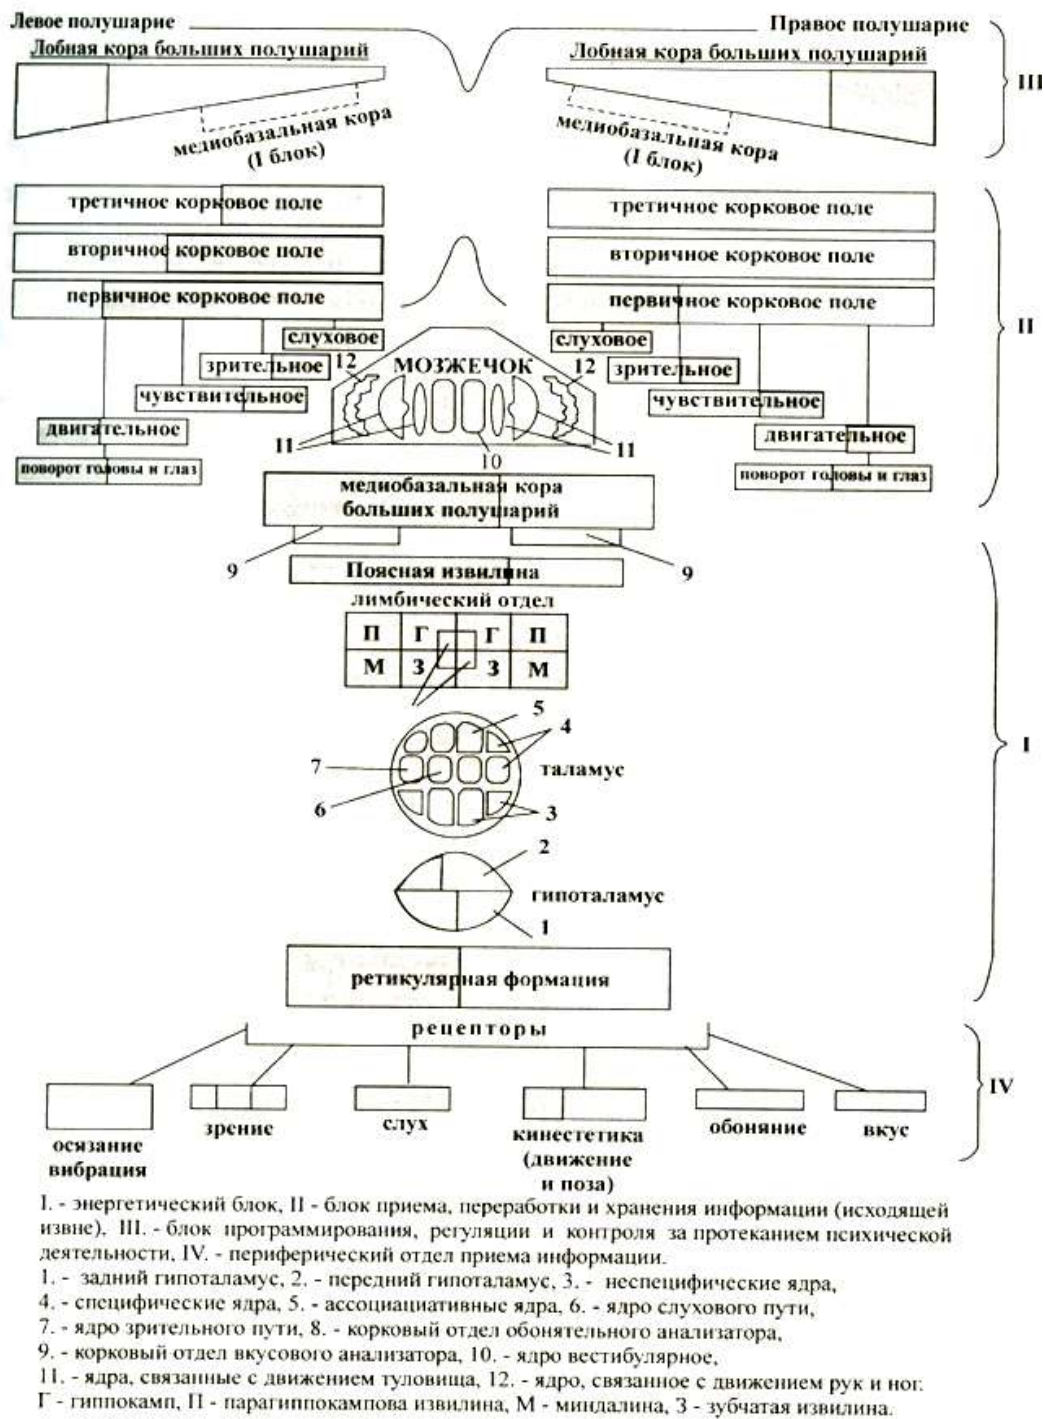 Левое полушарие
Правое полушарие
Лобная кора больших полушарий
Лобная кора больших полушарий
III
медиобазальная кора
(I блок)
медиобазальная кора
(I блок)
третичное корковое поле
третичное корковое поле
вторичное корковое поле
вторичное корковое поле
первичное корковое поле
первичное корковое поле
II
слуховое
слуховое
зрительное
12
МОЗЖЕЧОК
12
зрительное
чувствительное
чувствительное
двигательное
11
10
11
двигательное
поворот головы и глаз
поворот головы и глаз
медиобазальная кора
больших полушарий
9
9
Поясная извилина
лимбический отдел
П Г Г П
М З З М
5
4
7
таламус
I
6
3
2
гипоталамус
1
ретикулярная формация
рецепторы
IV
осязание
вибрация
зрение
слух
кинестетика
(движение
и поза)
обоняние
вкус
I. - энергетический блок, II - блок приема, переработки и хранения информации (исходящей
извне), III. - блок программирования, регуляции и контроля за протеканием психической
деятельности, IV. - периферический отдел приема информации.
1. - задний гипоталамус, 2. - передний гипоталамус, 3. - неспецифические ядра,
4. - специфические ядра, 5. - ассоциациативные ядра, 6. - ядро слухового пути,
7. - ядро зрительного пути, 8. - корковый отдел обонятельного анализатора,
9. - корковый отдел вкусового анализатора, 10. - ядро вестибулярное,
11. - ядра, связанные с движением туловища, 12. - ядро, связанное с движением рук и ног.
Г - гиппокамп, П - парагиппокампова извилина, М - миндалина, З - зубчатая извилина.